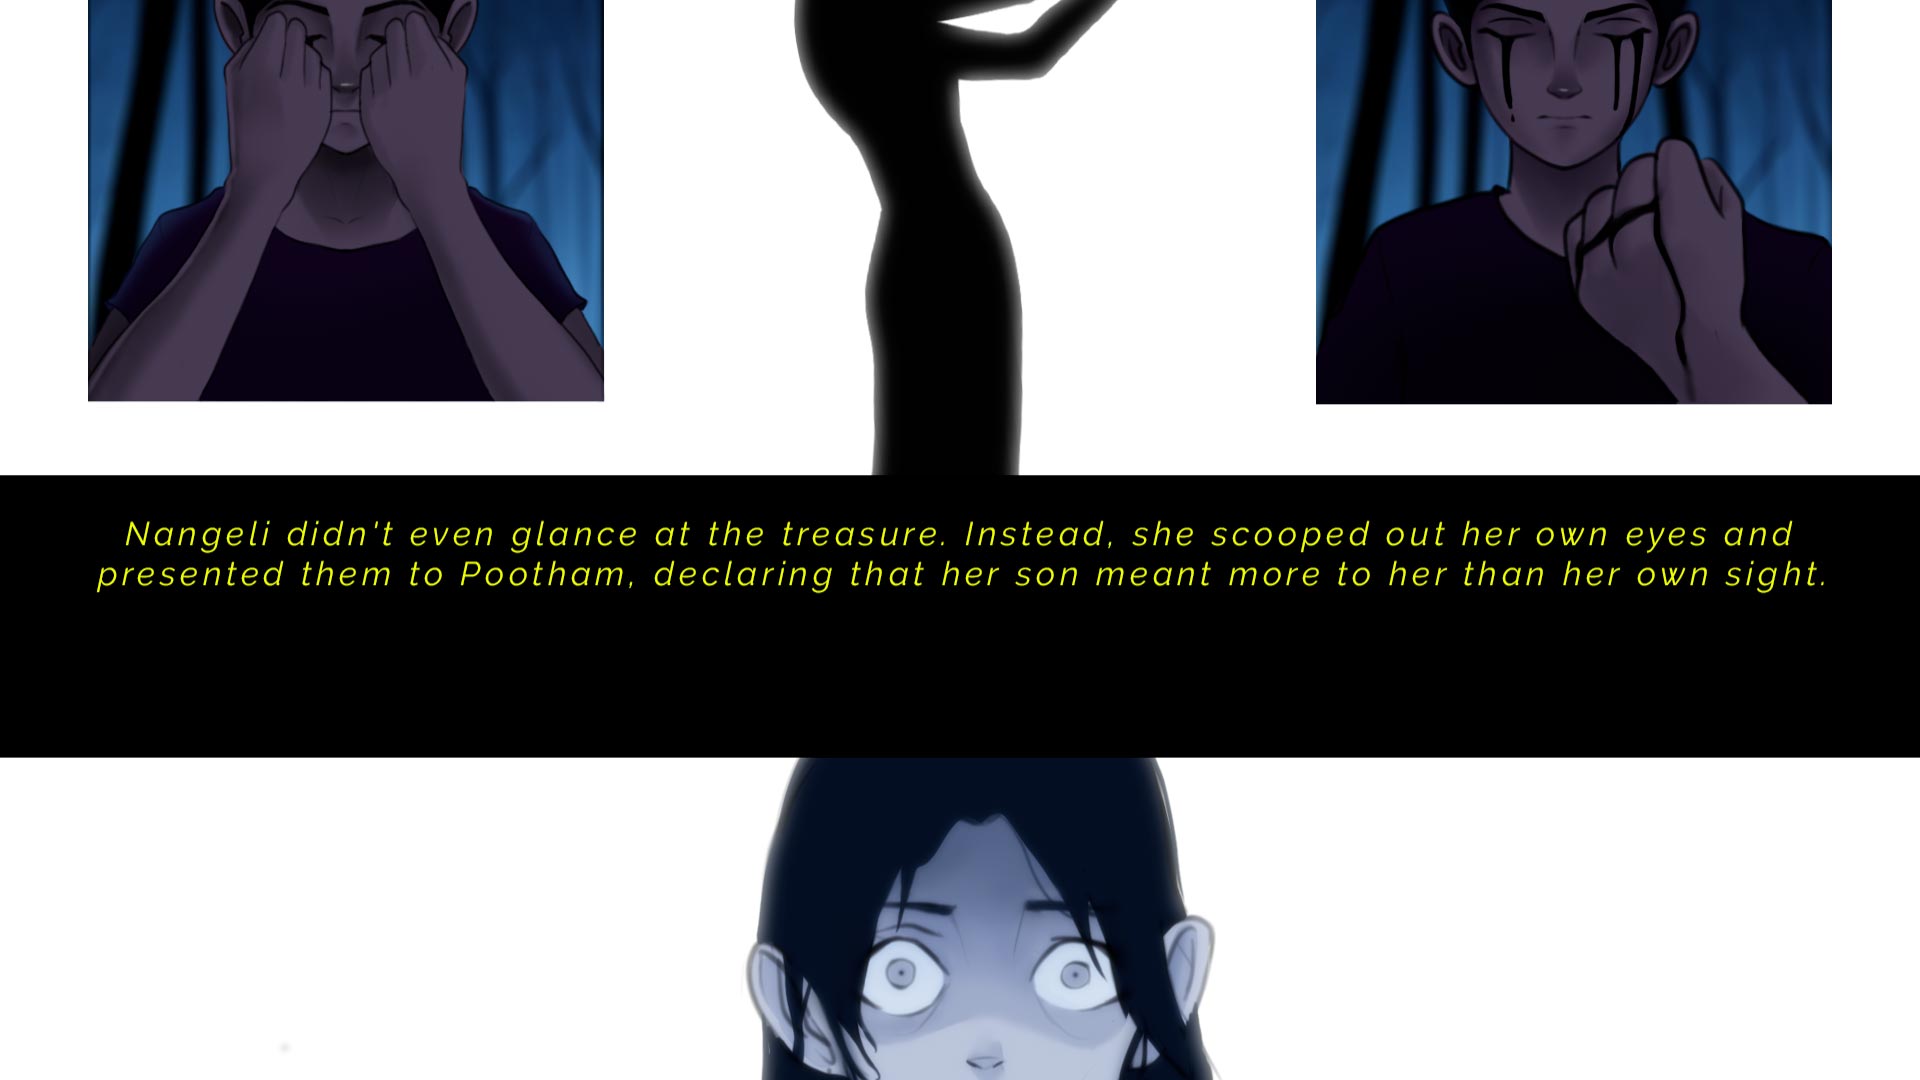 Nangeli didn't even glance at the treasure. Instead, she scooped out her own eyes and
presented them to Pootham, declaring that her son meant more to her than her own sight.